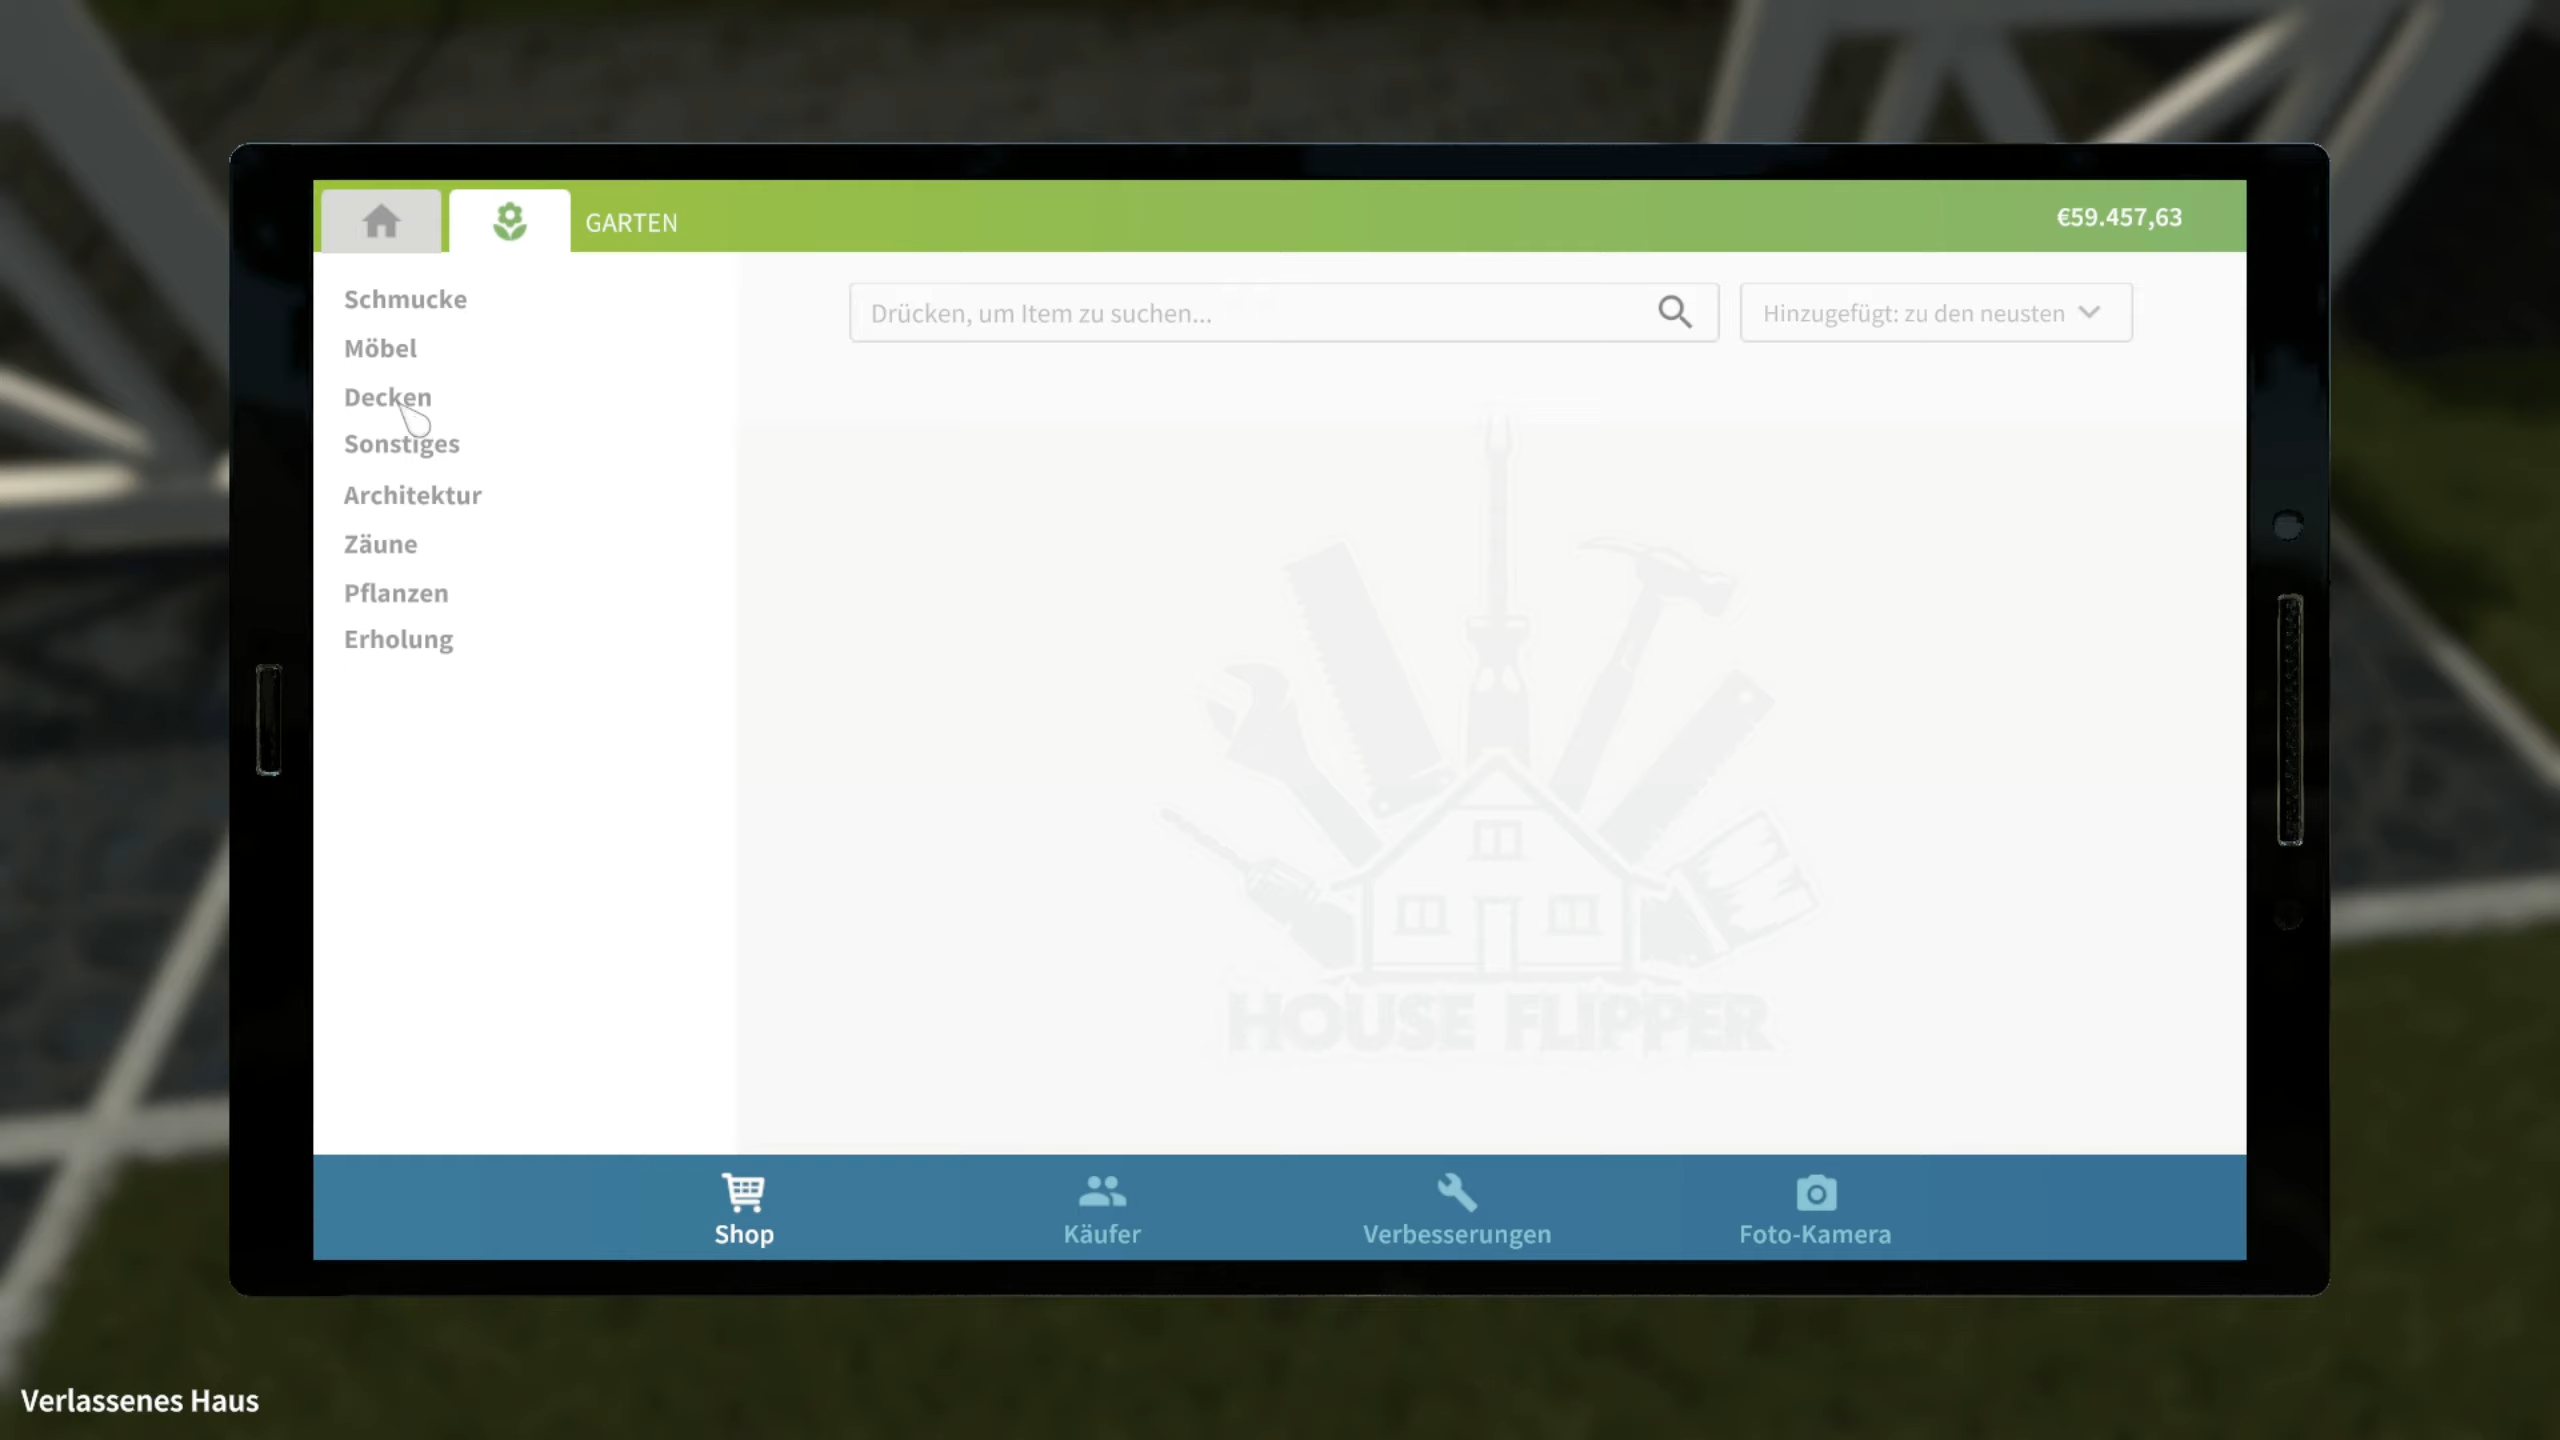 GARTEN
€59.457,63
Schmucke
Möbel
Decken
Sonstiges
Architektur
Zäune
Pflanzen
Erholung
Drücken, um Item zu suchen...
Hinzugefügt: zu den neusten
HOUSE FLIPPER
Shop
Käufer
Verbesserungen
Foto-Kamera
Verlassenes Haus